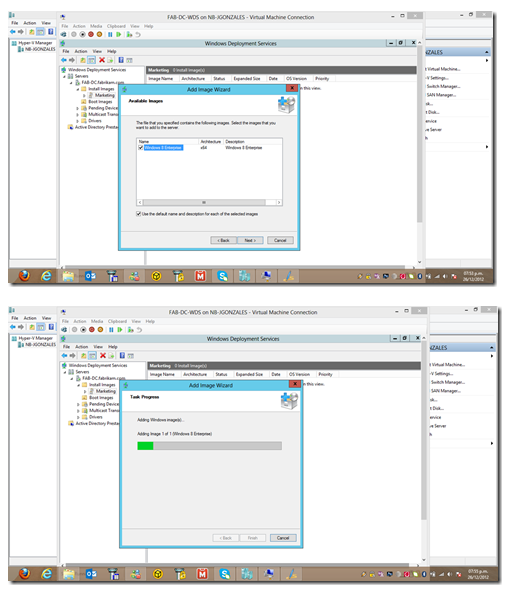 File Action View
FAB-DC-WDS on NB-JGONZALES - Virtual Machine Connection
File Action Media Clipboard View Help
Hyper-V Manager
NB-JGONZALES
Windows Deployment Services
File Action View Help
Windows Deployment Services
Servers
FAB-DC.fabrikam.com
Install Images
Marketing
Boot Images
Pending Device
Multicast Trans
Drivers
Active Directory Prestag
Marketing 0 Install Image(s)
Image Name Architecture Status Expanded Size Date OS Version Priority
in this view.
Add Image Wizard
Available Images
The file that you specified contains the following images. Select the images that you
want to add to the server.
Name Architecture Description
Windows 8 Enterprise x64 Windows 8 Enterprise
Use the default name and description for each of the selected images
< Back Next > Cancel
NZALES
Virtual Machine...
-V Settings...
Switch Manager...
SAN Manager...
Disk...
Service
ve Server
07:53 p.m.
26/12/2012
File Action View
FAB-DC-WDS on NB-JGONZALES - Virtual Machine Connection
File Action Media Clipboard View Help
Hyper-V Manager
NB-JGONZALES
Windows Deployment Services
File Action View Help
Windows Deployment Services
Servers
FAB-DC.fabrikam.com
Install Images
Marketing
Boot Images
Pending Device
Multicast Trans
Drivers
Active Directory Prestag
Marketing 0 Install Image(s)
Image Name Architecture Status Expanded Size Date OS Version Priority
in this view.
Add Image Wizard
Task Progress
Adding Windows image(s)...
Adding Image 1 of 1 (Windows 8 Enterprise)
< Back Finish Cancel
ZALES
Virtual Machine...
V Settings...
Switch Manager...
SAN Manager...
Disk...
ervice
e Server
07:55 p.m.
26/12/2012